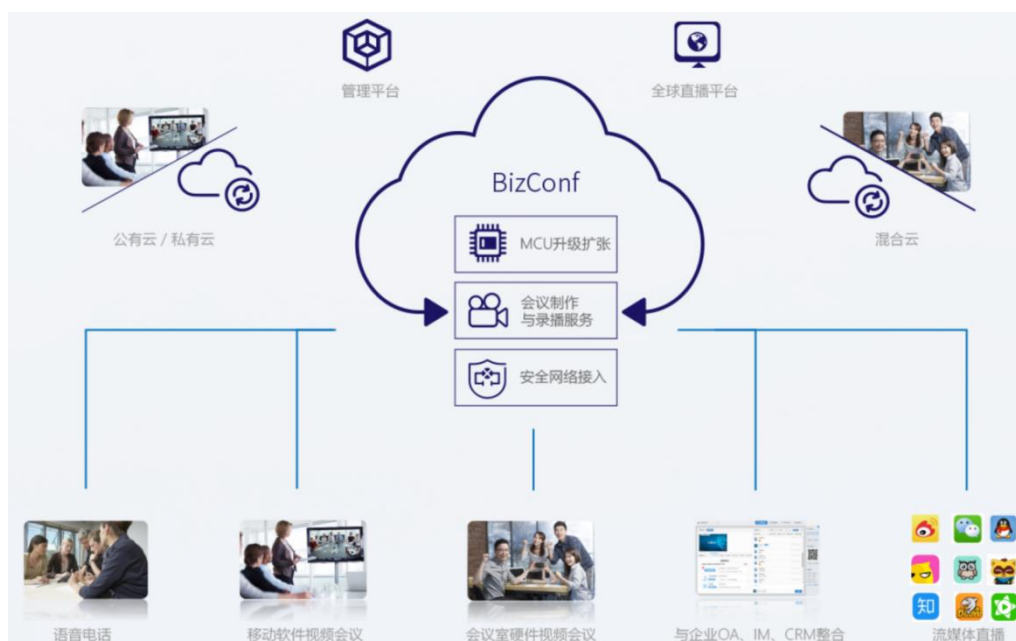 管理平台
全球直播平台
BizConf
公有云 / 私有云
混合云
MCU升级扩张
会议制作
与录播服务
安全网络接入
语音电话
移动软件视频会议
会议室硬件视频会议
与企业OA、IM、CRM整合
流媒体直播
知